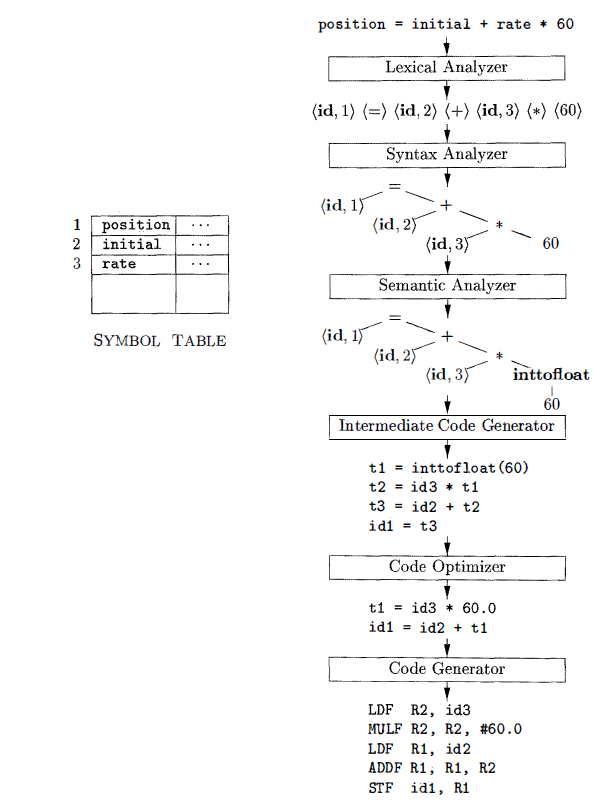 position = initial + rate * 60
Lexical Analyzer
⟨id, 1⟩ ⟨=⟩ ⟨id, 2⟩ ⟨+⟩ ⟨id, 3⟩ ⟨*⟩ ⟨60⟩
Syntax Analyzer
=
⟨id, 1⟩
+
⟨id, 2⟩
*
⟨id, 3⟩
60
1 position ...
2 initial ...
3 rate ...
SYMBOL TABLE
Semantic Analyzer
=
⟨id, 1⟩
+
⟨id, 2⟩
*
⟨id, 3⟩
inttofloat
60
Intermediate Code Generator
t1 = inttofloat(60)
t2 = id3 * t1
t3 = id2 + t2
id1 = t3
Code Optimizer
t1 = id3 * 60.0
id1 = id2 + t1
Code Generator
LDF R2, id3
MULF R2, R2, #60.0
LDF R1, id2
ADDF R1, R1, R2
STF id1, R1